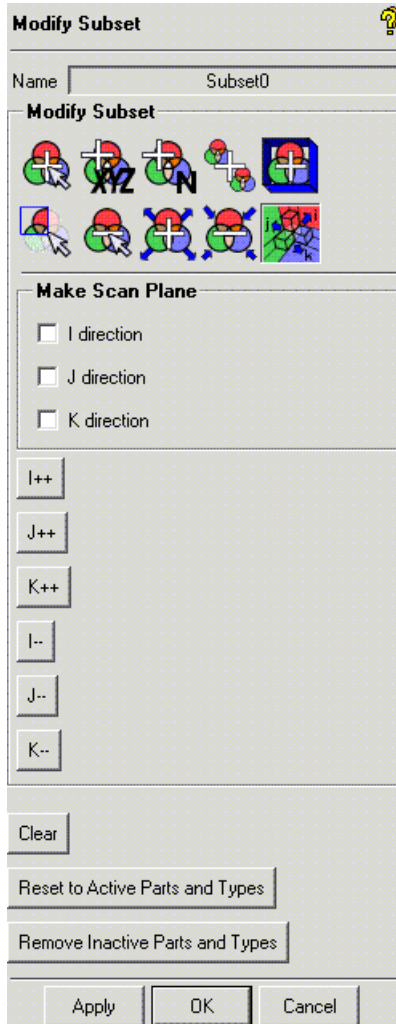 Modify Subset
Name Subset0
Modify Subset
XYZ N
j i k
Make Scan Plane
I direction
J direction
K direction
I++
J++
K++
I--
J--
K--
Clear
Reset to Active Parts and Types
Remove Inactive Parts and Types
Apply OK Cancel